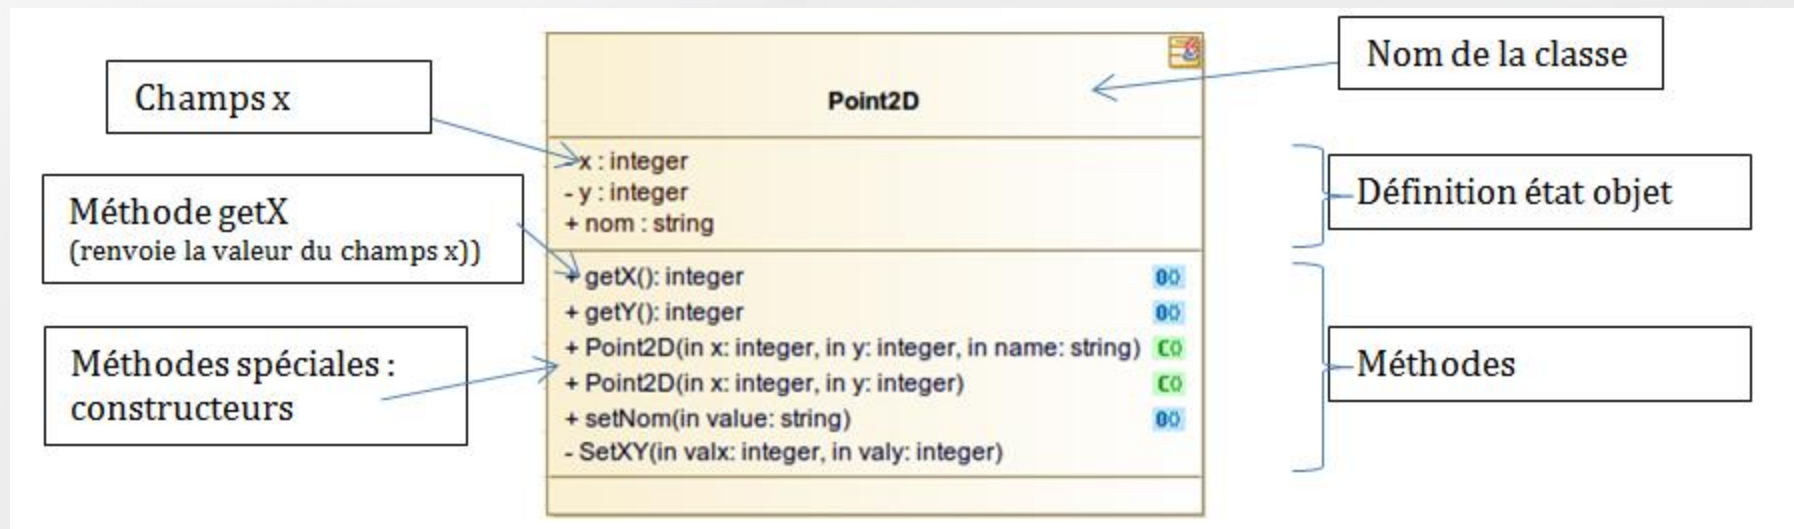 Nom de la classe
Champs x
Point2D
- x : integer
- y : integer
+ nom : string
Définition état objet
Méthode getX
(renvoie la valeur du champs x))
+ getX(): integer
+ getY(): integer
+ Point2D(in x: integer, in y: integer, in name: string)
+ Point2D(in x: integer, in y: integer)
+ setNom(in value: string)
- SetXY(in valx: integer, in valy: integer)
Méthodes spéciales :
constructeurs
Méthodes